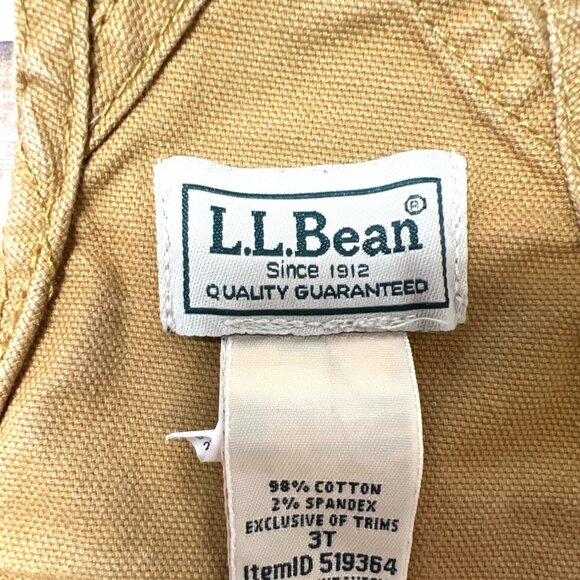 L.L.Bean®
Since 1912
QUALITY GUARANTEED
98% COTTON
2% SPANDEX
EXCLUSIVE OF TRIMS
3T
ItemID 519364